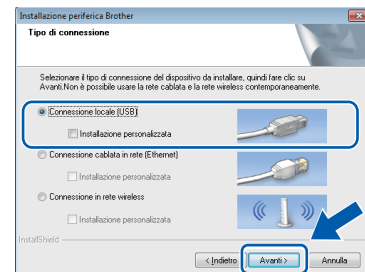 Installazione periferica Brother
Tipo di connessione
Selezionare il tipo di connessione del dispositivo da installare, quindi fare clic su
Avanti.Non è possibile usare la rete cablata e la rete wireless contemporaneamente.
Connessione locale (USB)
Installazione personalizzata
Connessione cablata in rete (Ethernet)
Installazione personalizzata
Connessione in rete wireless
Installazione personalizzata
InstallShield
< Indietro Avanti > Annulla